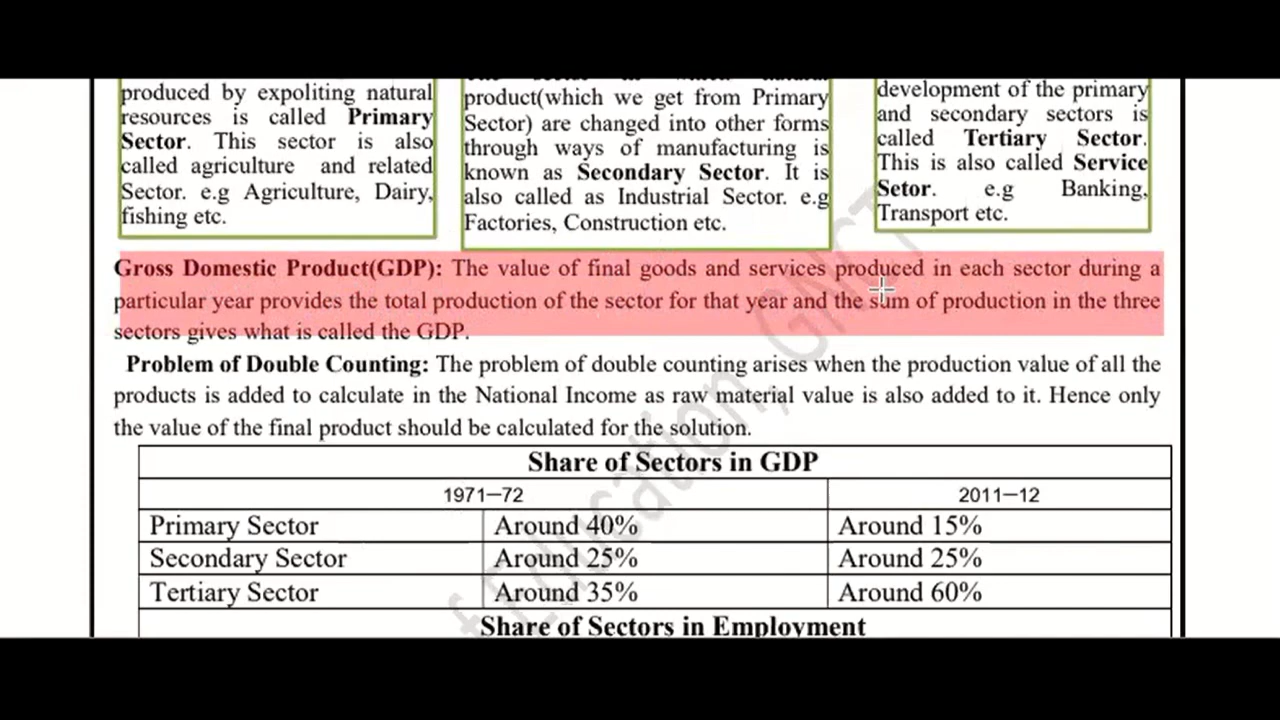 produced by expoliting natural
resources is called Primary
Sector. This sector is also
called agriculture and related
Sector. e.g Agriculture, Dairy,
fishing etc.
product(which we get from Primary
Sector) are changed into other forms
through ways of manufacturing is
known as Secondary Sector. It is
also called as Industrial Sector. e.g
Factories, Construction etc.
development of the primary
and secondary sectors is
called Tertiary Sector.
This is also called Service
Setor. e.g Banking,
Transport etc.
Gross Domestic Product(GDP): The value of final goods and services produced in each sector during a
particular year provides the total production of the sector for that year and the sum of production in the three
sectors gives what is called the GDP.
Problem of Double Counting: The problem of double counting arises when the production value of all the
products is added to calculate in the National Income as raw material value is also added to it. Hence only
the value of the final product should be calculated for the solution.
Share of Sectors in GDP
1971–72 2011–12
Primary Sector Around 40% Around 15%
Secondary Sector Around 25% Around 25%
Tertiary Sector Around 35% Around 60%
Share of Sectors in Employment
f Education, GNCT